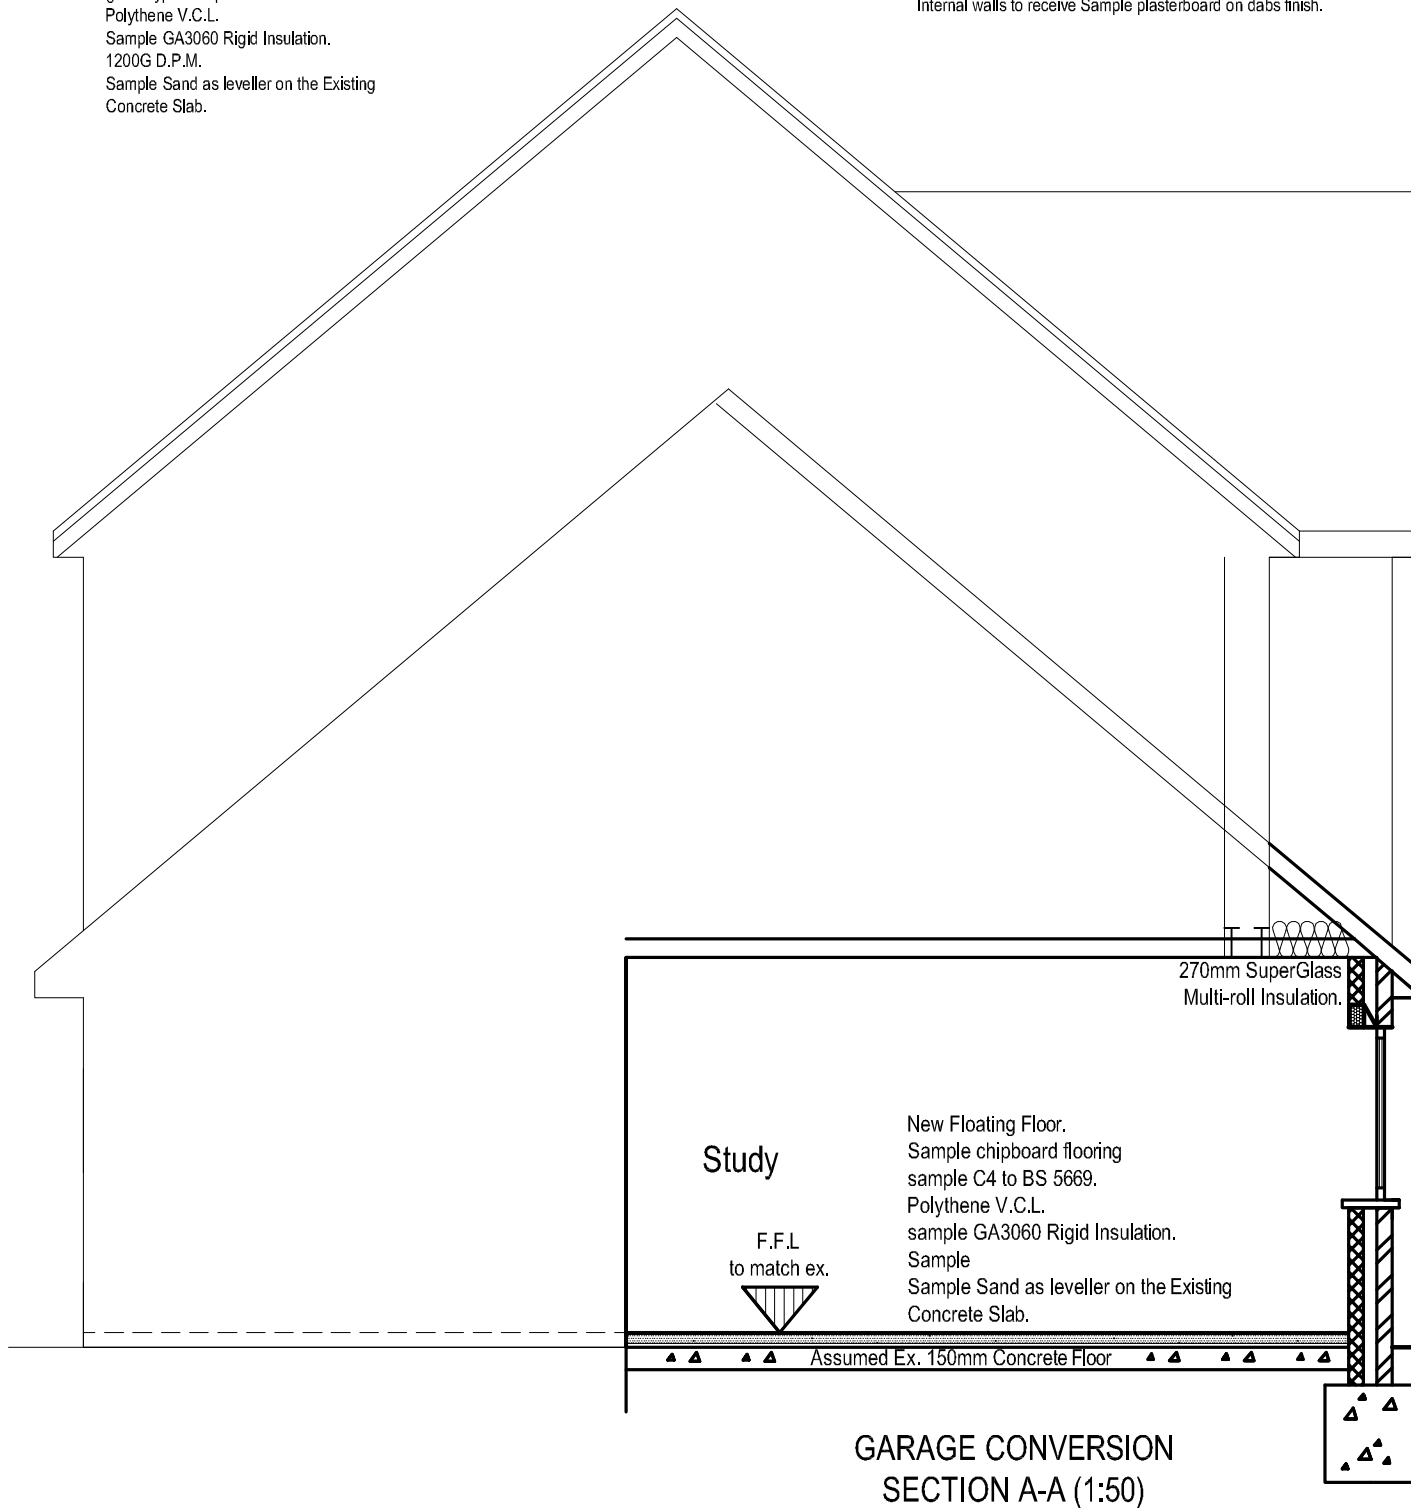 Polythene V.C.L.
Sample GA3060 Rigid Insulation.
1200G D.P.M.
Sample Sand as leveller on the Existing
Concrete Slab.
Internal walls to receive Sample plasterboard on dabs finish.
270mm SuperGlass
Multi-roll Insulation.
Study
New Floating Floor.
Sample chipboard flooring
sample C4 to BS 5669.
Polythene V.C.L.
sample GA3060 Rigid Insulation.
Sample
Sample Sand as leveller on the Existing
Concrete Slab.
F.F.L
to match ex.
Assumed Ex. 150mm Concrete Floor
GARAGE CONVERSION
SECTION A-A (1:50)